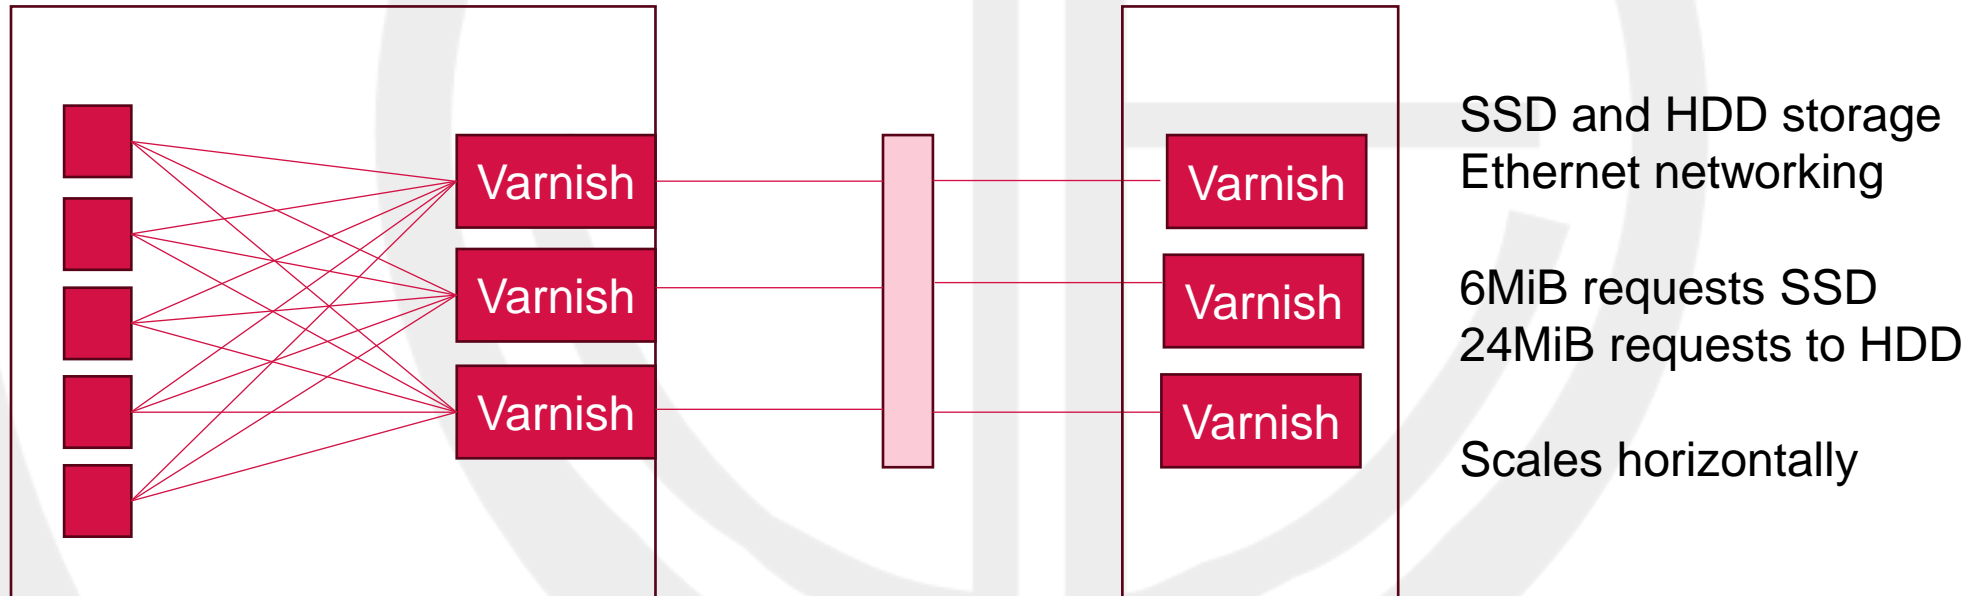 Varnish
Varnish
Varnish
Varnish
Varnish
Varnish
SSD and HDD storage
Ethernet networking
6MiB requests SSD
24MiB requests to HDD
Scales horizontally